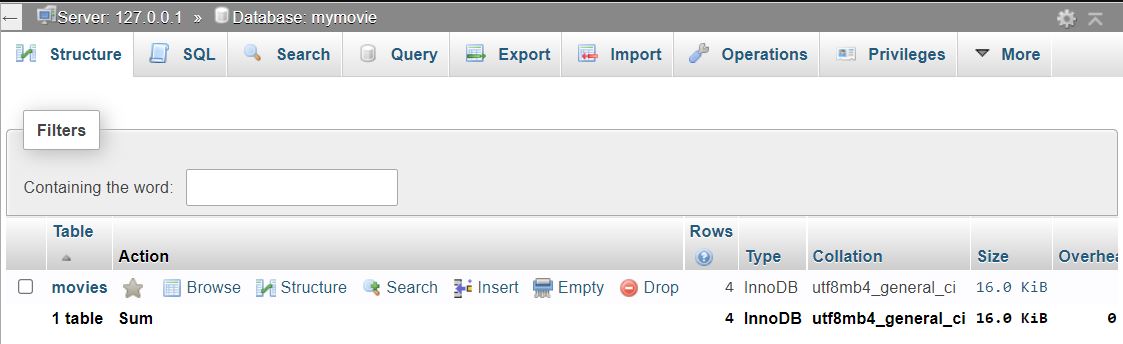 Server: 127.0.0.1 » Database: mymovie
Structure SQL Search Query Export Import Operations Privileges More
Filters
Containing the word:
Table Action Rows Type Collation Size Overhea
movies Browse Structure Search Insert Empty Drop 4 InnoDB utf8mb4_general_ci 16.0 KiB
1 table Sum 4 InnoDB utf8mb4_general_ci 16.0 KiB 0